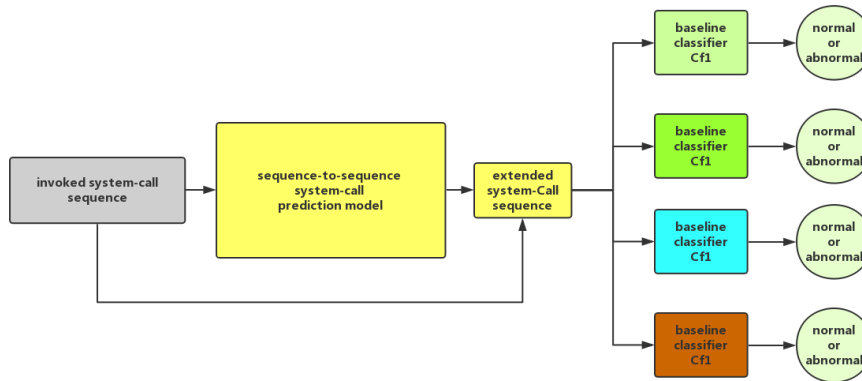 invoked system-call
sequence
sequence-to-sequence
system-call
prediction model
extended
system-Call
sequence
baseline
classifier
Cf1
normal
or
abnormal
baseline
classifier
Cf1
normal
or
abnormal
baseline
classifier
Cf1
normal
or
abnormal
baseline
classifier
Cf1
normal
or
abnormal